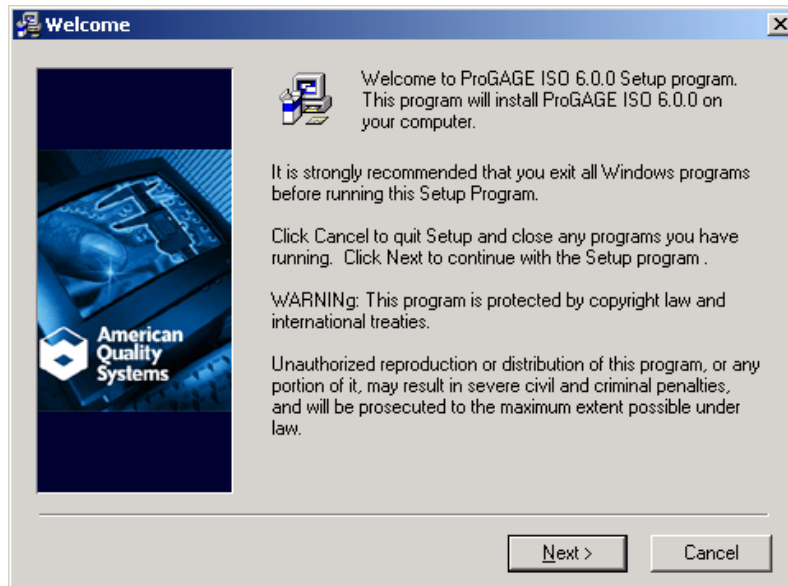 Welcome
Welcome to ProGAGE ISO 6.0.0 Setup program.
This program will install ProGAGE ISO 6.0.0 on
your computer.
It is strongly recommended that you exit all Windows programs
before running this Setup Program.
Click Cancel to quit Setup and close any programs you have
running.  Click Next to continue with the Setup program .
WARNINg: This program is protected by copyright law and
international treaties.
Unauthorized reproduction or distribution of this program, or any
portion of it, may result in severe civil and criminal penalties,
and will be prosecuted to the maximum extent possible under
law.
American
Quality
Systems
Next >
Cancel